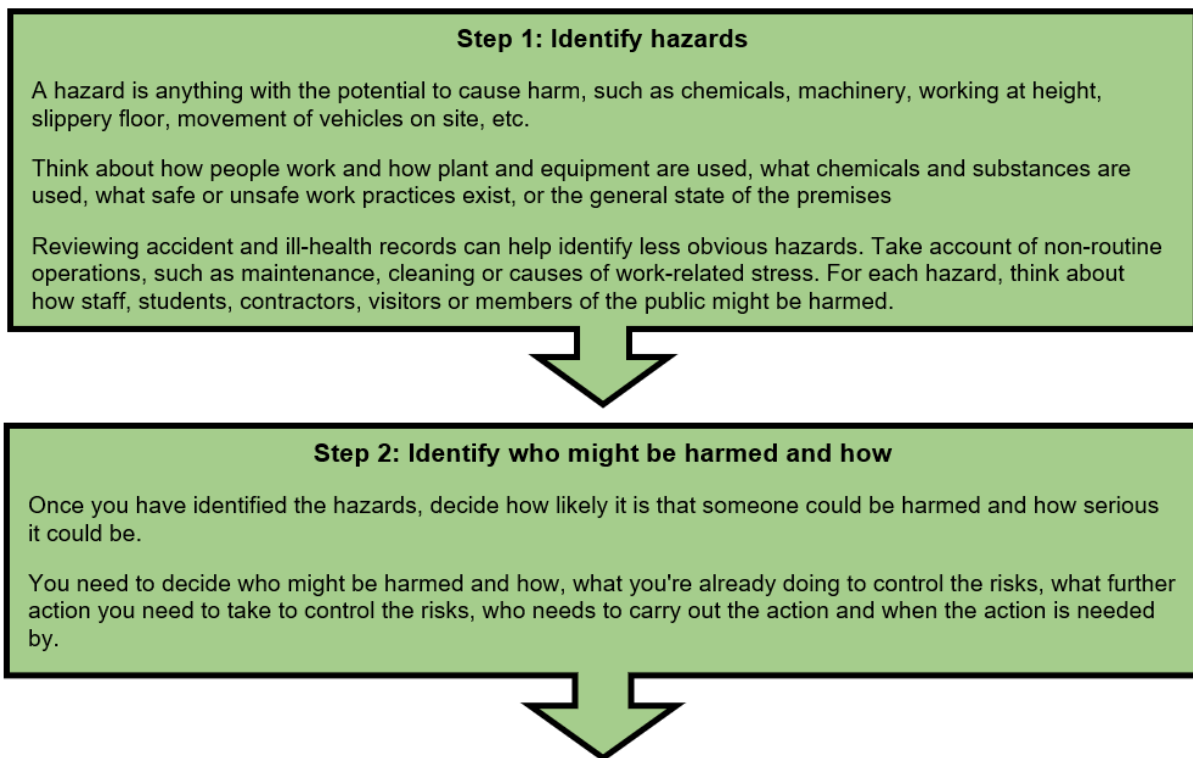 Step 1: Identify hazards
A hazard is anything with the potential to cause harm, such as chemicals, machinery, working at height,
slippery floor, movement of vehicles on site, etc.
Think about how people work and how plant and equipment are used, what chemicals and substances are
used, what safe or unsafe work practices exist, or the general state of the premises
Reviewing accident and ill-health records can help identify less obvious hazards. Take account of non-routine
operations, such as maintenance, cleaning or causes of work-related stress. For each hazard, think about
how staff, students, contractors, visitors or members of the public might be harmed.
Step 2: Identify who might be harmed and how
Once you have identified the hazards, decide how likely it is that someone could be harmed and how serious
it could be.
You need to decide who might be harmed and how, what you're already doing to control the risks, what further
action you need to take to control the risks, who needs to carry out the action and when the action is needed
by.